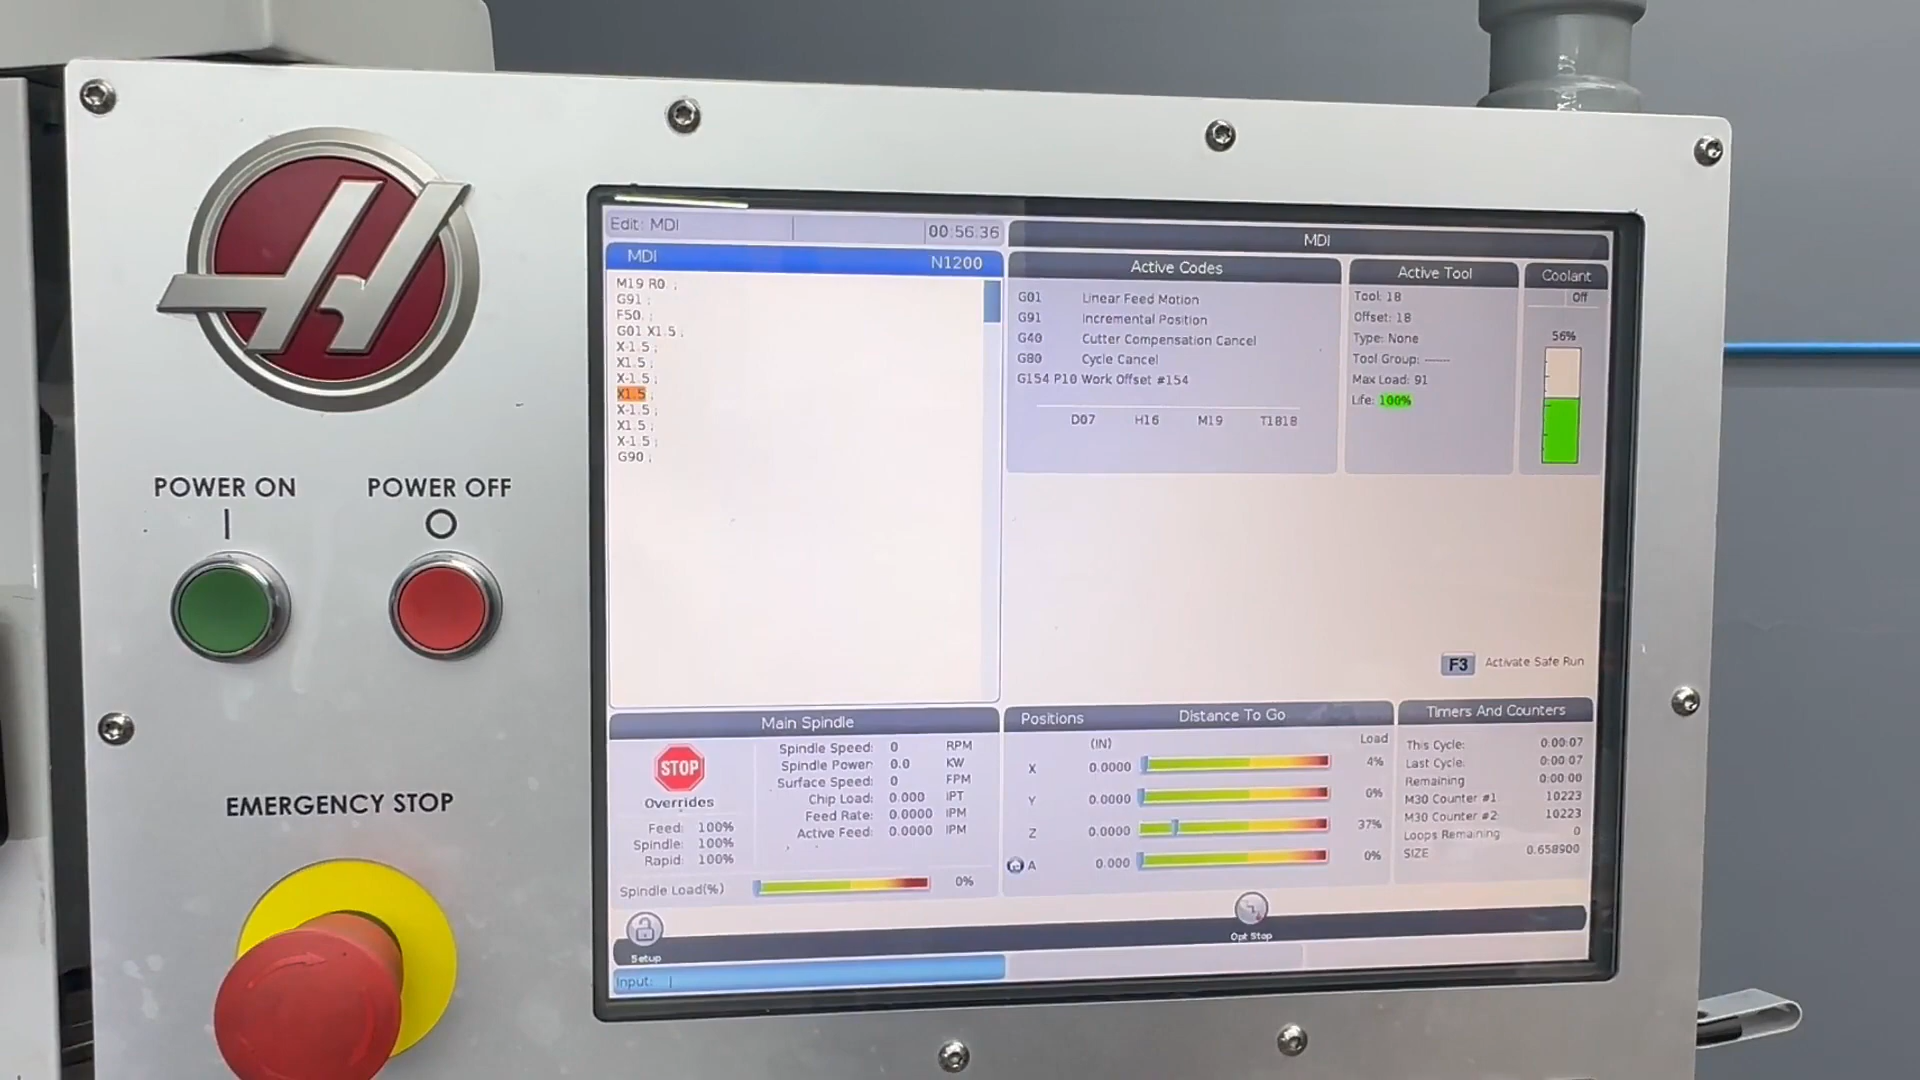 POWER ON
POWER OFF
EMERGENCY STOP
Edit: MDI
00:56:36
MDI
N1200
M19 R0. ;
G91 ;
F50. ;
G01 X1.5 ;
X-1.5 ;
X1.5 ;
X-1.5 ;
X1.5 ;
X-1.5 ;
X1.5 ;
X-1.5 ;
G90 ;
MDI
Active Codes
G01 Linear Feed Motion
G91 Incremental Position
G40 Cutter Compensation Cancel
G80 Cycle Cancel
G154 P10 Work Offset #154
D07 H16 M19 T1818
Active Tool
Tool: 18
Offset: 18
Type: None
Tool Group: ------
Max Load: 91
Life: 100%
Coolant
Off
56%
F3 Activate Safe Run
Main Spindle
STOP
Overrides
Feed: 100%
Spindle: 100%
Rapid: 100%
Spindle Speed: 0 RPM
Spindle Power: 0.0 KW
Surface Speed: 0 FPM
Chip Load: 0.000 IPT
Feed Rate: 0.0000 IPM
Active Feed: 0.0000 IPM
Spindle Load(%) 0%
Positions Distance To Go
(IN) Load
X 0.0000 4%
Y 0.0000 0%
Z 0.0000 37%
A 0.000 0%
Timers And Counters
This Cycle: 0:00:07
Last Cycle: 0:00:07
Remaining 0:00:00
M30 Counter #1: 10223
M30 Counter #2: 10223
Loops Remaining 0
SIZE 0.658900
Setup
Opt Stop
Input: